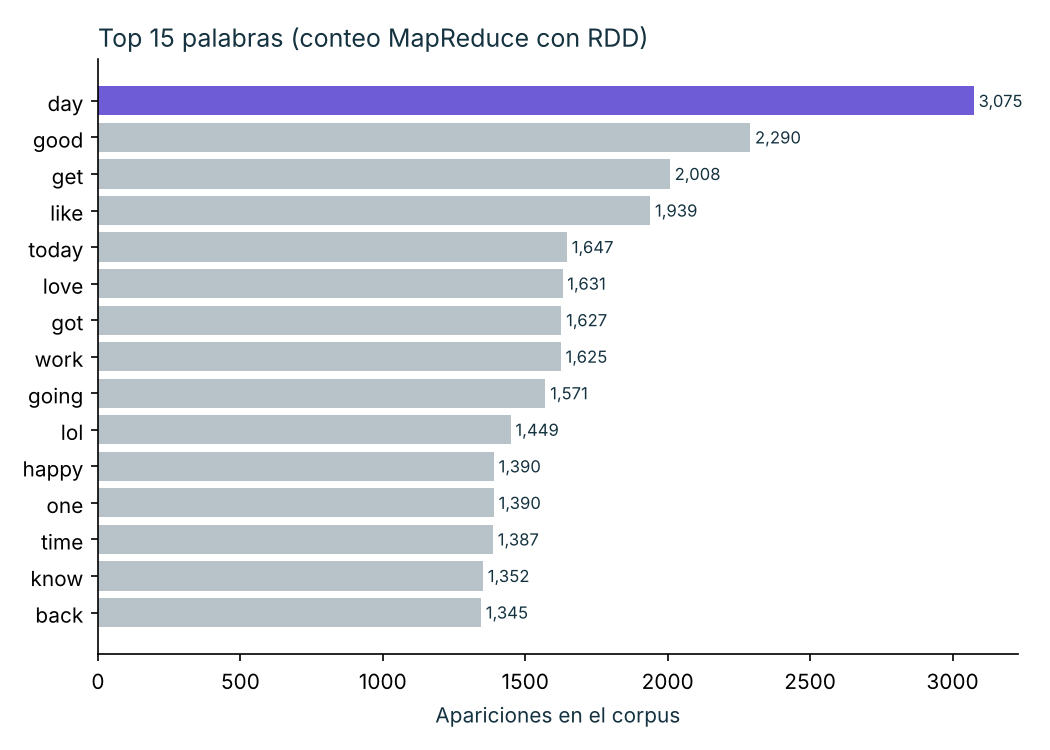 Top 15 palabras (conteo MapReduce con RDD)
day 3,075
good 2,290
get 2,008
like 1,939
today 1,647
love 1,631
got 1,627
work 1,625
going 1,571
lol 1,449
happy 1,390
one 1,390
time 1,387
know 1,352
back 1,345
0 500 1000 1500 2000 2500 3000
Apariciones en el corpus